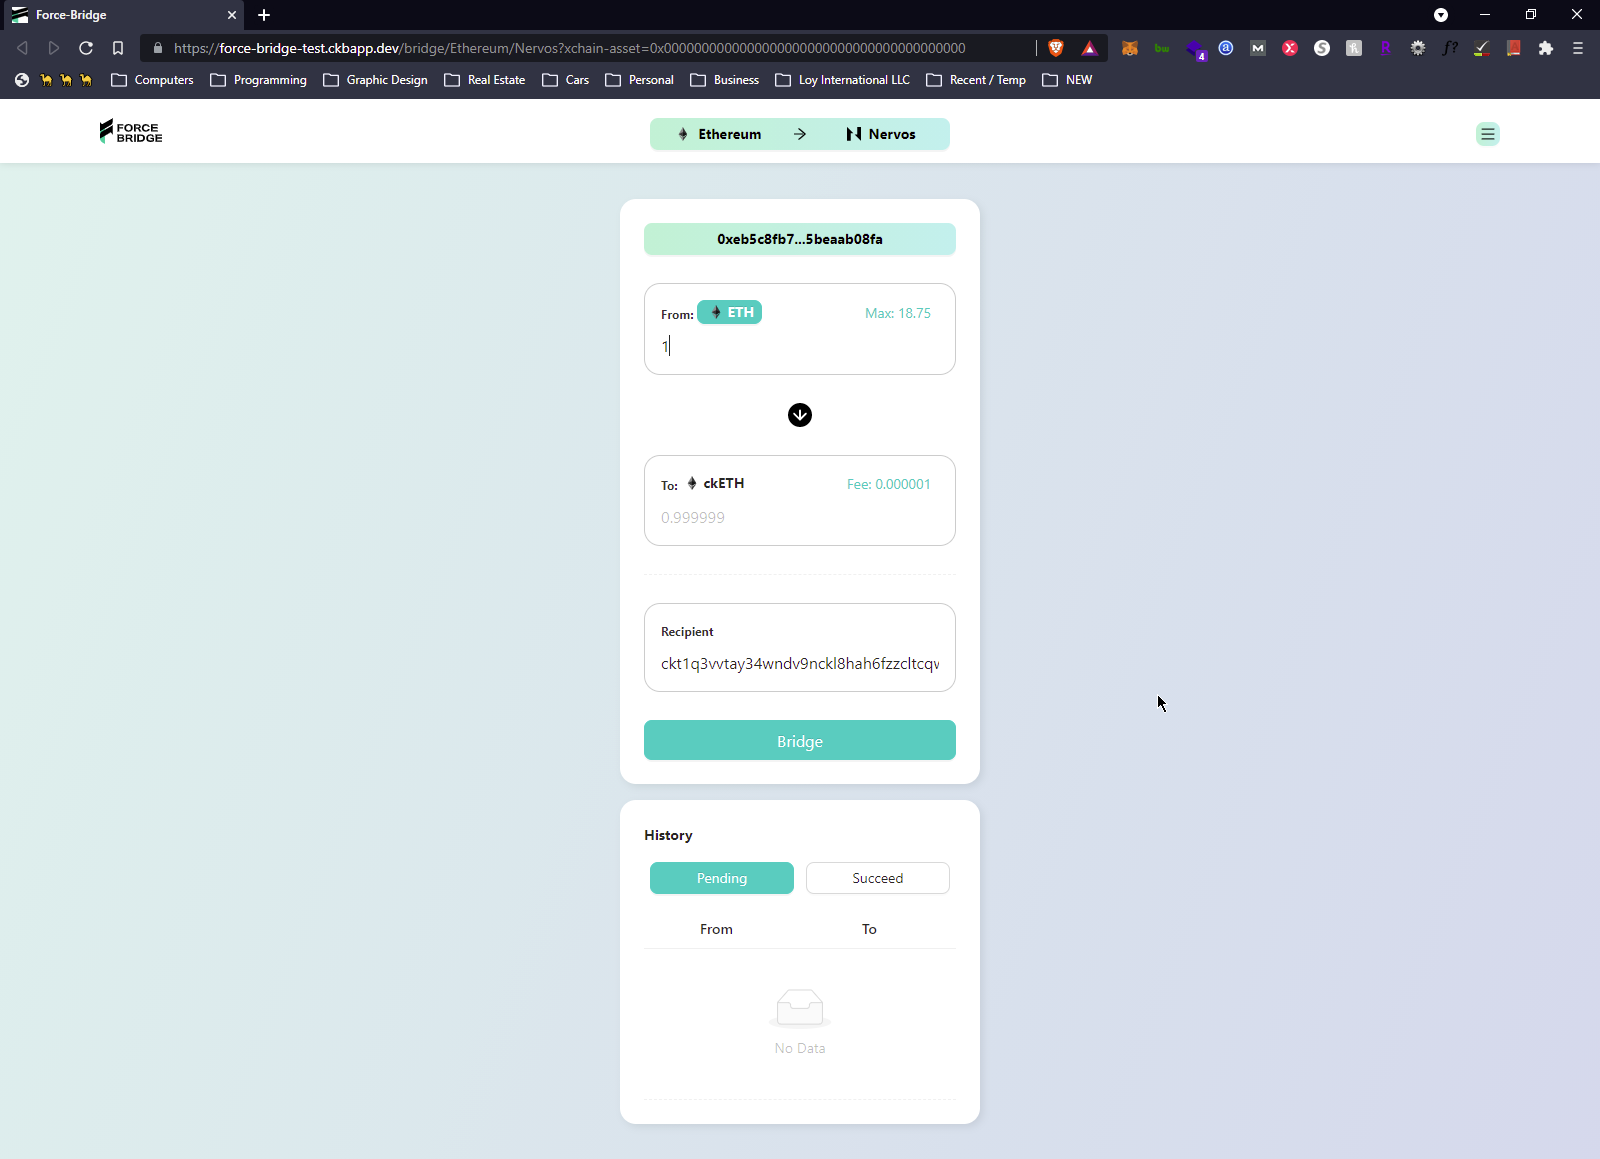 Force-Bridge
https://force-bridge-test.ckbapp.dev/bridge/Ethereum/Nervos?xchain-asset=0x0000000000000000000000000000000000000000
4
Computers Programming Graphic Design Real Estate Cars Personal Business Loy International LLC Recent / Temp NEW
FORCE
BRIDGE
Ethereum → Nervos
0xeb5c8fb7...5beaab08fa
From: ETH Max: 18.75
1
To: ckETH Fee: 0.000001
0.999999
Recipient
ckt1q3vvtay34wndv9nckl8hah6fzzcltcqv
Bridge
History
Pending Succeed
From To
No Data